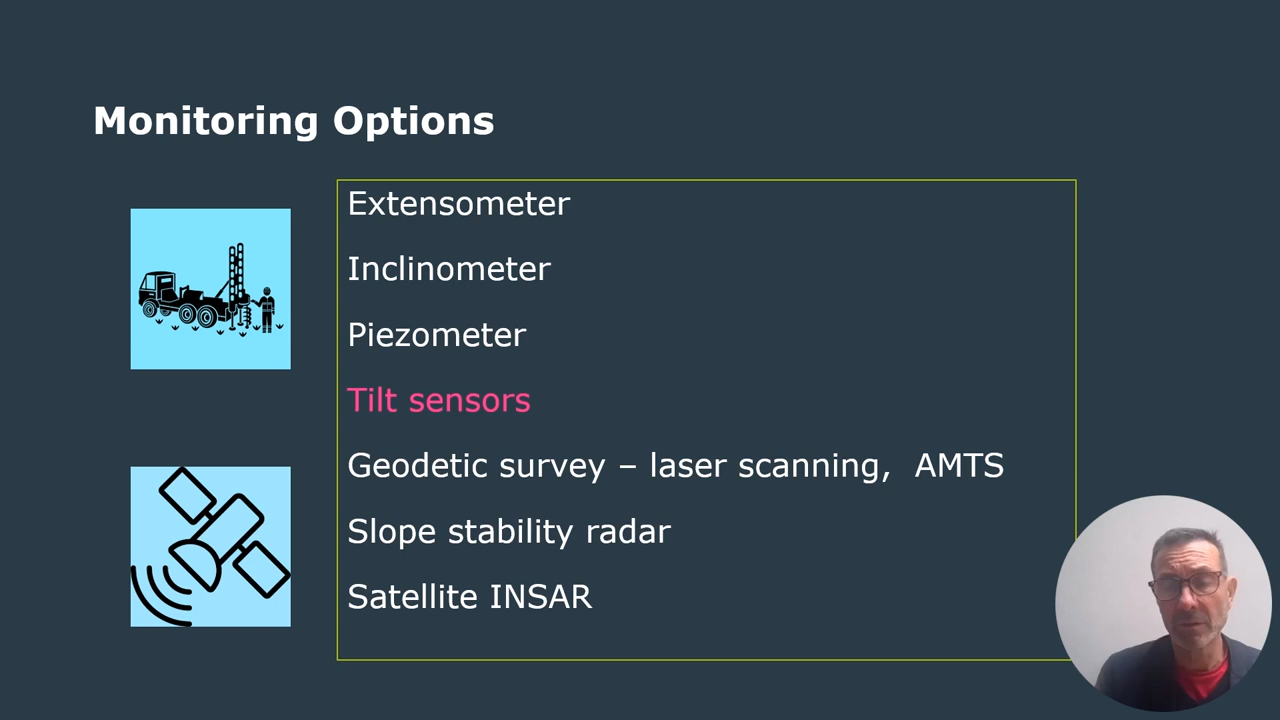 Monitoring Options
Extensometer
Inclinometer
Piezometer
Tilt sensors
Geodetic survey – laser scanning,  AMTS
Slope stability radar
Satellite INSAR